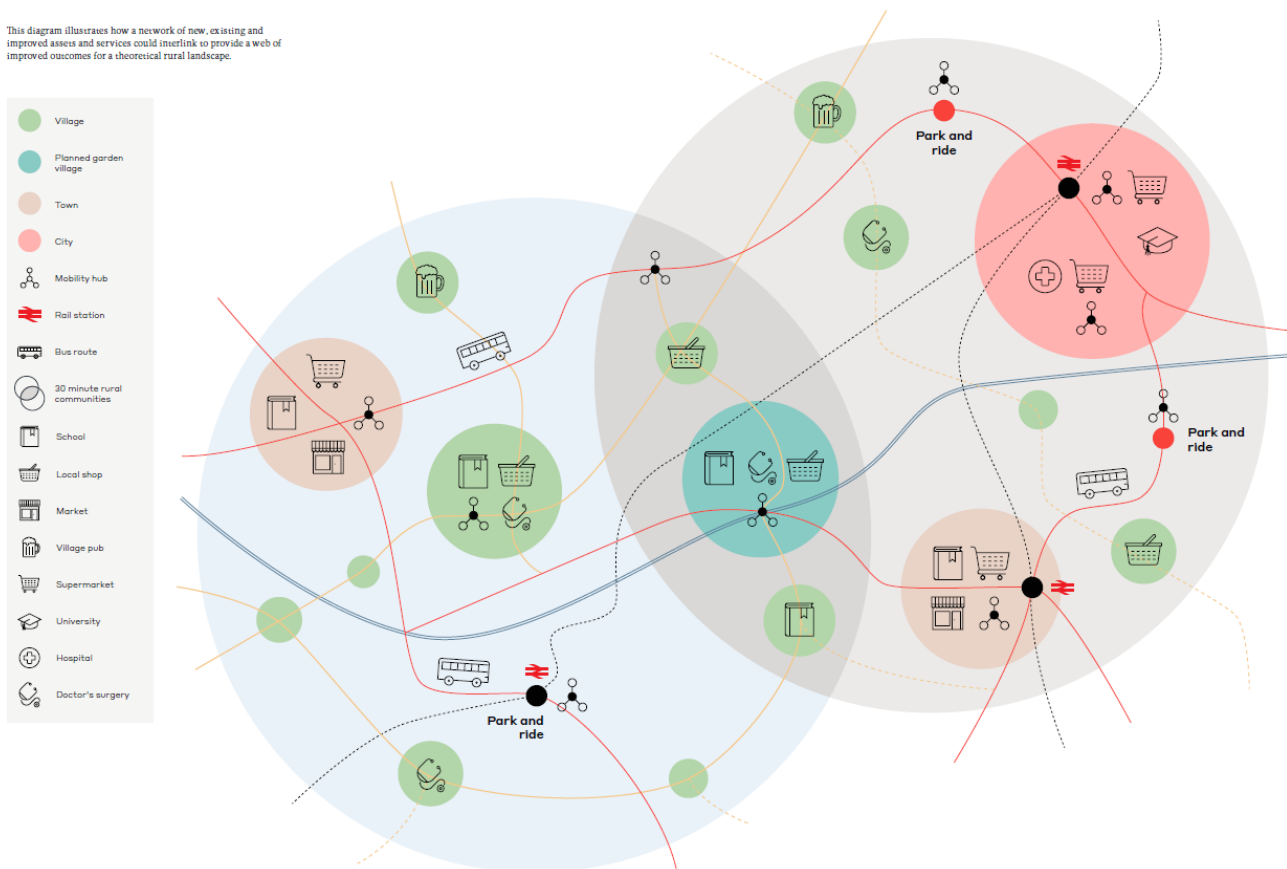 This diagram illustrates how a network of new, existing and
improved assets and services could interlink to provide a web of
improved outcomes for a theoretical rural landscape.
Village
Planned garden
village
Town
City
Mobility hub
Rail station
Bus route
30 minute rural
communities
School
Local shop
Market
Village pub
Supermarket
University
Hospital
Doctor's surgery
Park and
ride
Park and
ride
Park and
ride